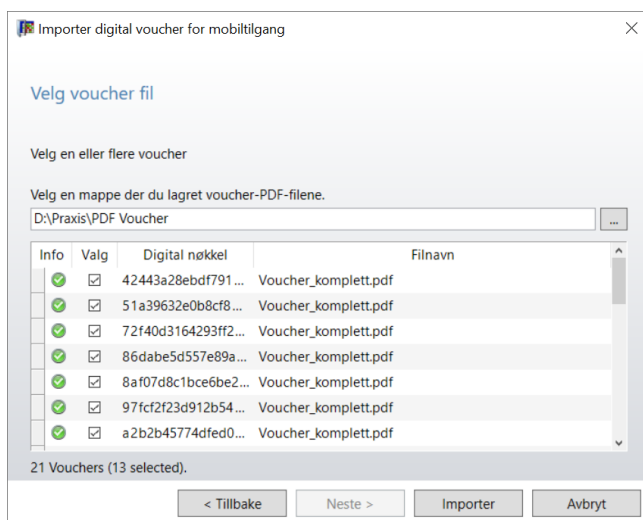 Importer digital voucher for mobiltilgang
Velg voucher fil
Velg en eller flere voucher
Velg en mappe der du lagret voucher-PDF-filene.
D:\Praxis\PDF Voucher
...
Info Valg Digital nøkkel Filnavn
42443a28ebdf791... Voucher_komplett.pdf
51a39632e0b8cf8... Voucher_komplett.pdf
72f40d3164293ff2... Voucher_komplett.pdf
86dabe5d557e89a... Voucher_komplett.pdf
8af07d8c1bce6be2... Voucher_komplett.pdf
97fcf2f23d912b54... Voucher_komplett.pdf
a2b2b45774dfed0... Voucher_komplett.pdf
21 Vouchers (13 selected).
< Tillbake Neste > Importer Avbryt